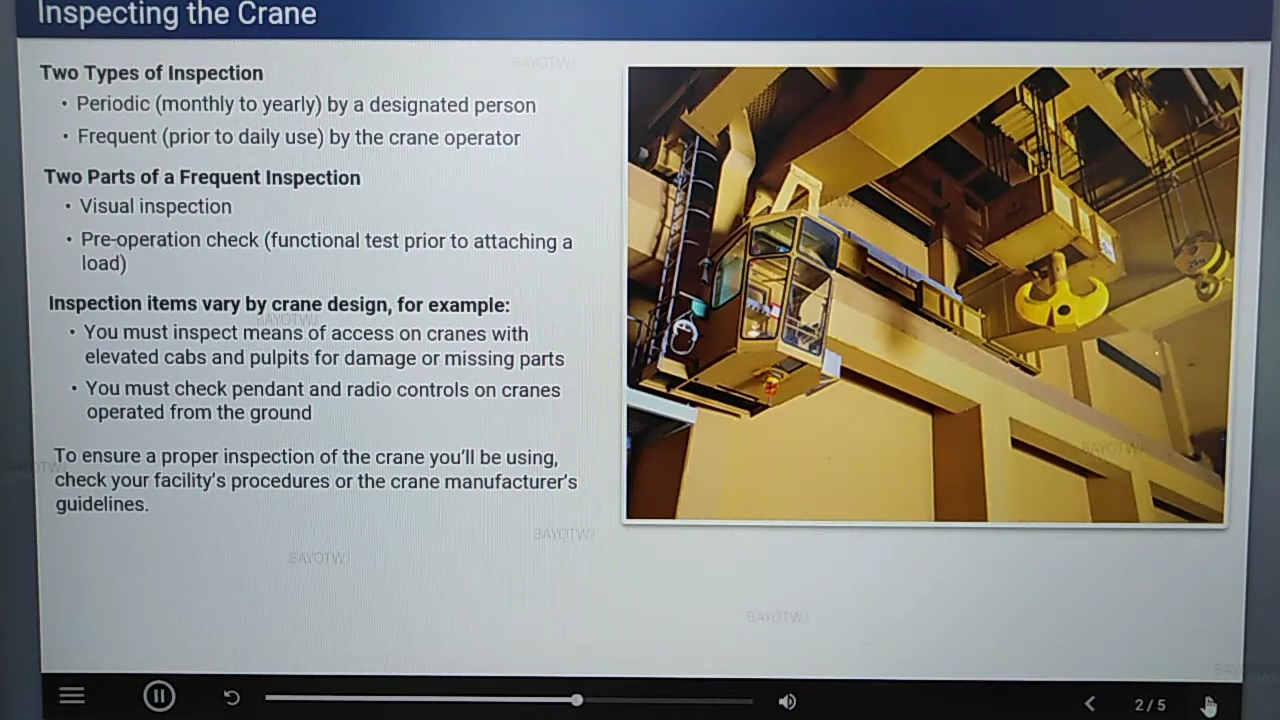 Inspecting the Crane
Two Types of Inspection
• Periodic (monthly to yearly) by a designated person
• Frequent (prior to daily use) by the crane operator
Two Parts of a Frequent Inspection
• Visual inspection
• Pre-operation check (functional test prior to attaching a
load)
Inspection items vary by crane design, for example:
• You must inspect means of access on cranes with
elevated cabs and pulpits for damage or missing parts
• You must check pendant and radio controls on cranes
operated from the ground
To ensure a proper inspection of the crane you'll be using,
check your facility's procedures or the crane manufacturer's
guidelines.
2 / 5